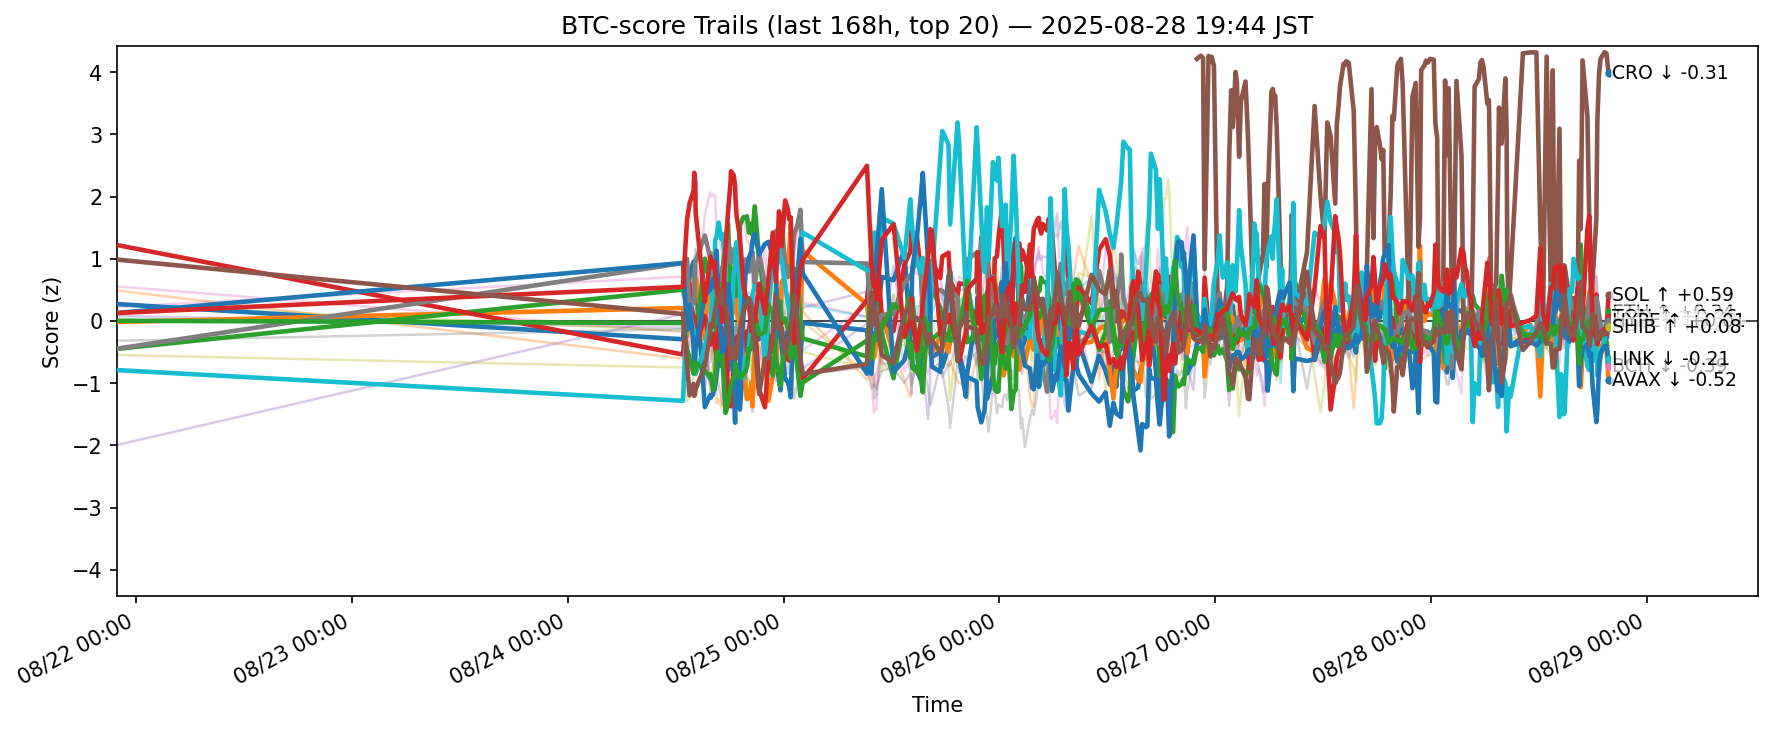 BTC-score Trails (last 168h, top 20) — 2025-08-28 19:44 JST
Score (z)
4
3
2
1
0
−1
−2
−3
−4
CRO ↓ -0.31
SOL ↑ +0.59
SHIB ↑ +0.08
LINK ↓ -0.21
AVAX ↓ -0.52
08/22 00:00
08/23 00:00
08/24 00:00
08/25 00:00
08/26 00:00
08/27 00:00
08/28 00:00
08/29 00:00
Time